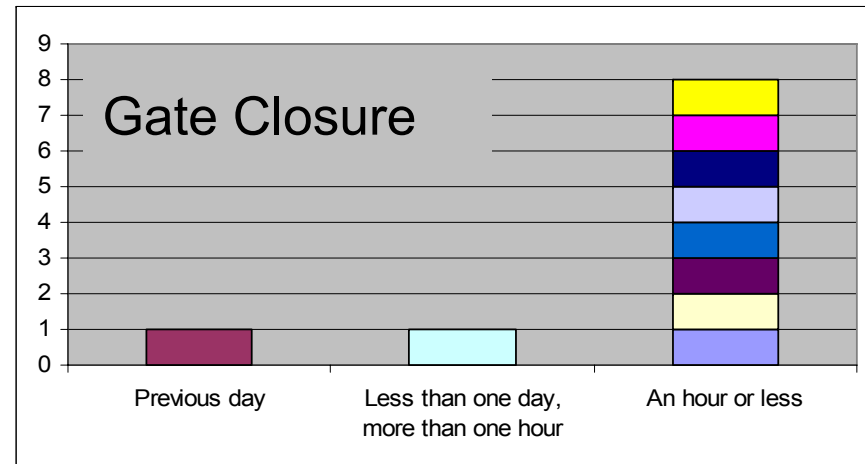 Gate Closure
9
8
7
6
5
4
3
2
1
0
Previous day
Less than one day,
more than one hour
An hour or less